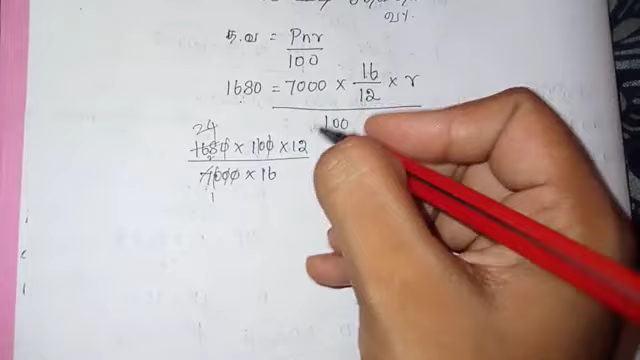 த.வ = Pnr/100
1680 = 7000 × 16/12 × r
100
24
1680 × 100 × 12
7000 × 16
1